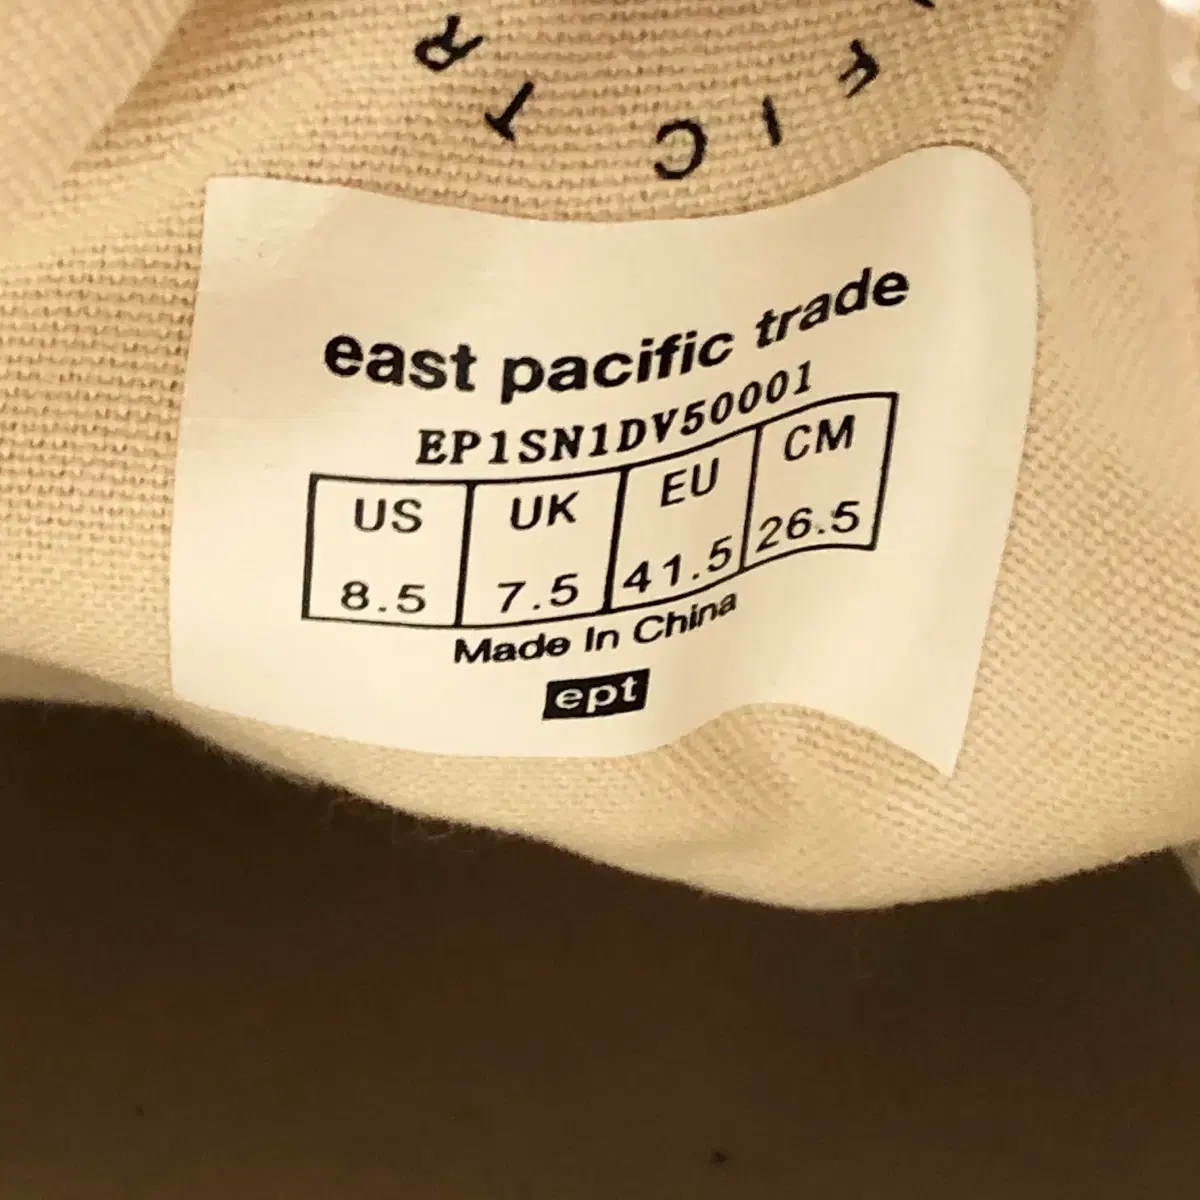 R T C I F
east pacific trade
EP1SN1DV50001
US UK EU CM
8.5 7.5 41.5 26.5
Made In China
ept